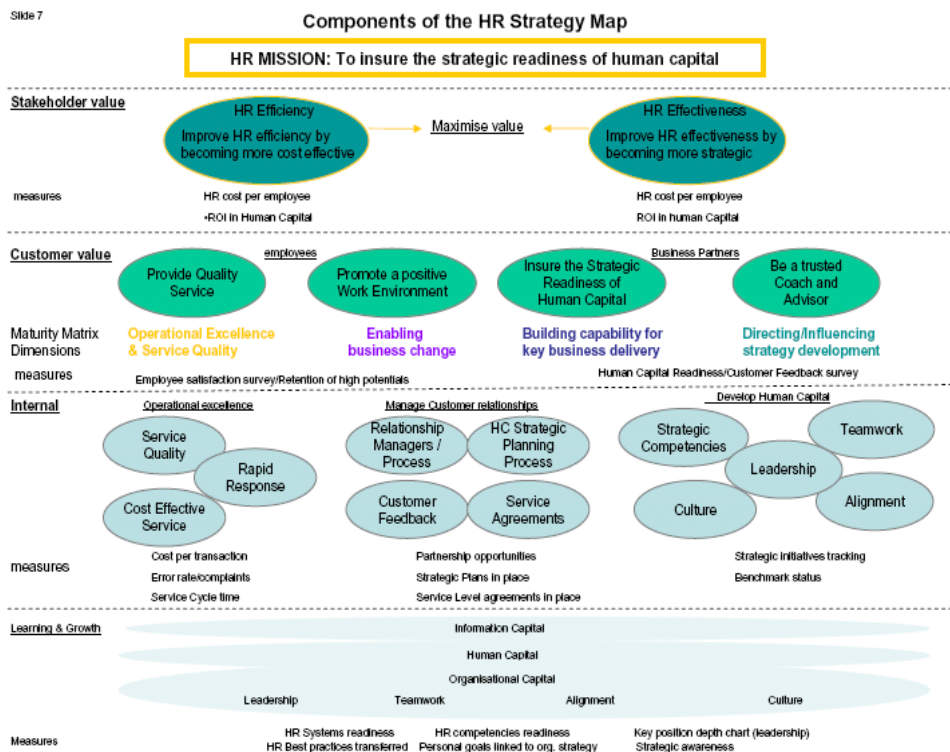 Slide 7
Components of the HR Strategy Map
HR MISSION: To insure the strategic readiness of human capital
Stakeholder value
HR Efficiency
Improve HR efficiency by
becoming more cost effective
Maximise value
HR Effectiveness
Improve HR effectiveness by
becoming more strategic
measures
HR cost per employee
•ROI in Human Capital
HR cost per employee
ROI in human Capital
Customer value
employees
Business Partners
Provide Quality
Service
Promote a positive
Work Environment
Insure the Strategic
Readiness of
Human Capital
Be a trusted
Coach and
Advisor
Maturity Matrix
Dimensions
Operational Excellence
& Service Quality
Enabling
business change
Building capability for
key business delivery
Directing/Influencing
strategy development
measures
Employee satisfaction survey/Retention of high potentials
Human Capital Readiness/Customer Feedback survey
Internal
Operational excellence
Manage Customer relationships
Develop Human Capital
Service
Quality
Rapid
Response
Cost Effective
Service
Relationship
Managers /
Process
HC Strategic
Planning
Process
Customer
Feedback
Service
Agreements
Strategic
Competencies
Teamwork
Leadership
Culture
Alignment
measures
Cost per transaction
Error rate/complaints
Service Cycle time
Partnership opportunities
Strategic Plans in place
Service Level agreements in place
Strategic initiatives tracking
Benchmark status
Learning & Growth
Information Capital
Human Capital
Organisational Capital
Leadership
Teamwork
Alignment
Culture
Measures
HR Systems readiness
HR Best practices transferred
HR competencies readiness
Personal goals linked to org. strategy
Key position depth chart (leadership)
Strategic awareness